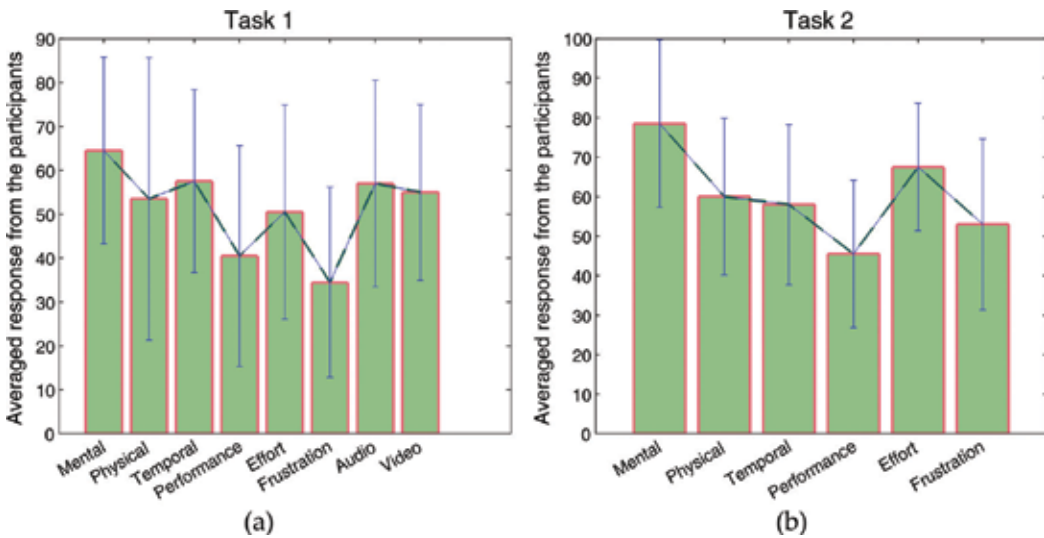 Task 1
Averaged response from the participants
90
80
70
60
50
40
30
20
10
0
Mental
Physical
Temporal
Performance
Effort
Frustration
Audio
Video
(a)
Task 2
Averaged response from the participants
100
90
80
70
60
50
40
30
20
10
0
Mental
Physical
Temporal
Performance
Effort
Frustration
(b)